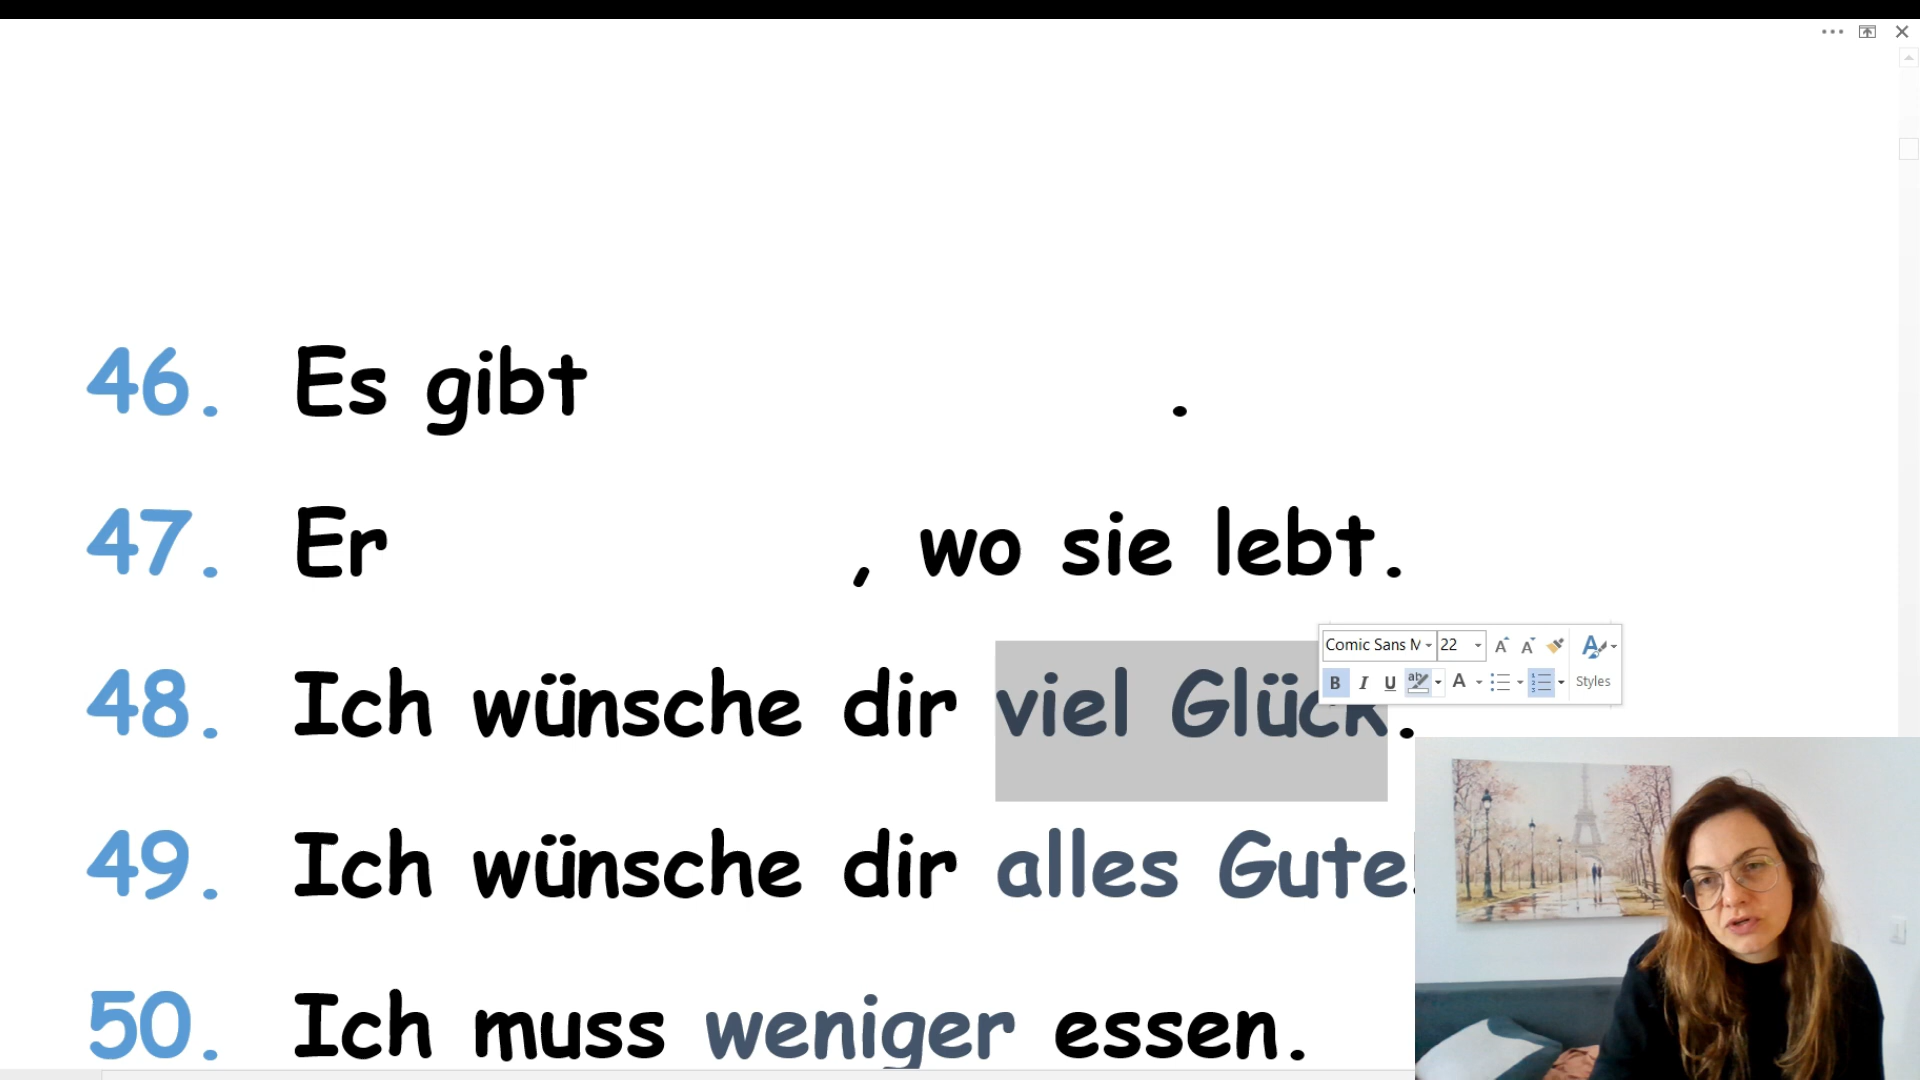 46. Es gibt .
47. Er , wo sie lebt.
Comic Sans M 22
B I U ab A Styles
48. Ich wünsche dir viel Glück.
49. Ich wünsche dir alles Gute!
50. Ich muss weniger essen.